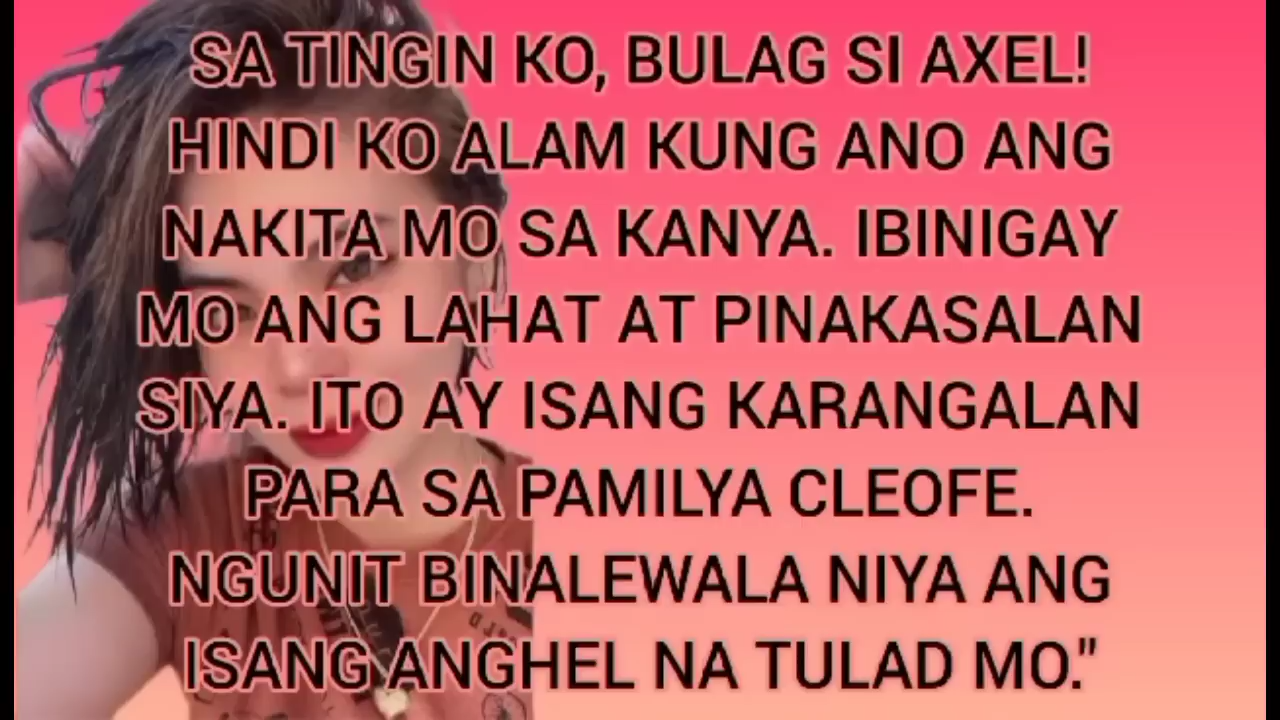 SA TINGIN KO, BULAG SI AXEL!
HINDI KO ALAM KUNG ANO ANG
NAKITA MO SA KANYA. IBINIGAY
MO ANG LAHAT AT PINAKASALAN
SIYA. ITO AY ISANG KARANGALAN
PARA SA PAMILYA CLEOFE.
NGUNIT BINALEWALA NIYA ANG
ISANG ANGHEL NA TULAD MO."